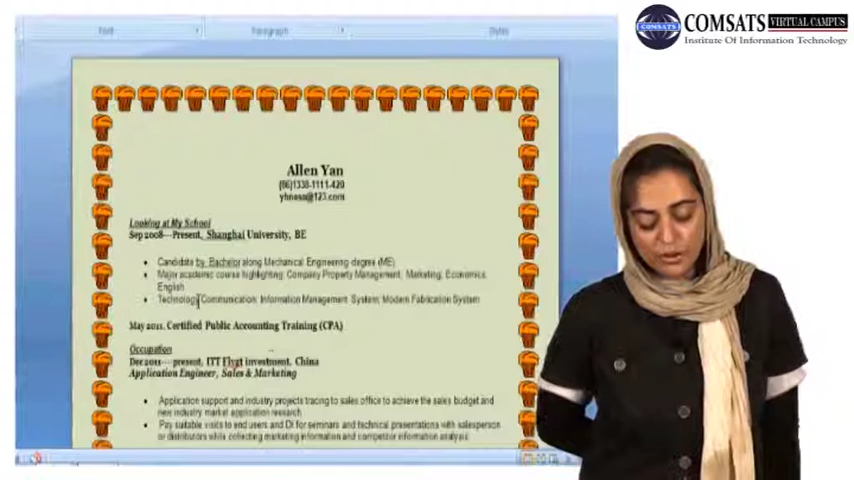 COMSATS VIRTUAL CAMPUS
Institute Of Information Technology
Font Paragraph Styles
Allen Yan
(86)1338-1111-420
yhnasa@123.com
Looking at My School
Sep 2008---Present, Shanghai University, BE
Candidate by Bachelor along Mechanical Engineering degree (ME)
Major academic course highlighting: Company Property Management, Marketing, Economics,
English
Technology Communication, Information Management System, Modern Fabrication System
May 2011, Certified Public Accounting Training (CPA)
Occupation
Dec 2011--- present, ITT Flygt investment, China
Application Engineer, Sales & Marketing
Application support and industry projects tracing to sales office to achieve the sales budget and
new industry market application research
Pay suitable visits to end users and DI for seminars and technical presentations with salesperson
or distributors while collecting marketing information and competitor information analysis